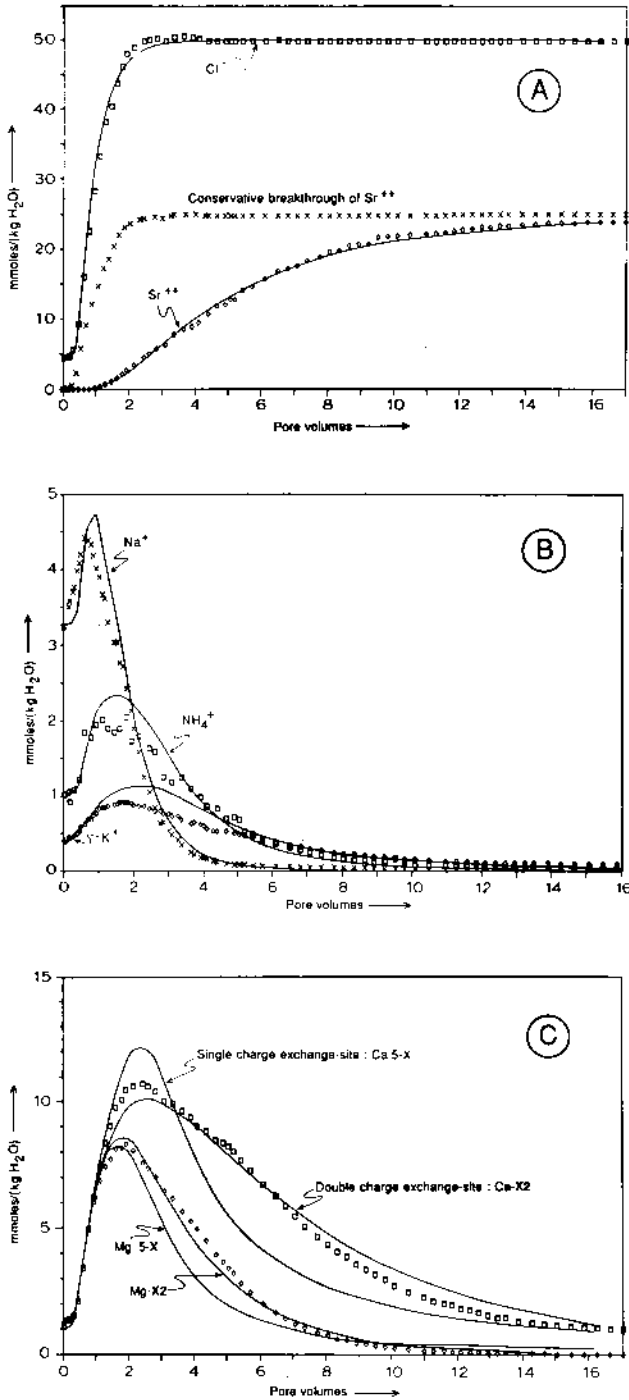 A
mmoles/(kg H2O)
50
40
30
20
10
0
Cl-
Conservative breakthrough of Sr++
Sr++
0 2 4 6 8 10 12 14 16
Pore volumes
B
mmoles/(kg H2O)
5
4
3
2
1
0
Na+
NH4+
K+
0 2 4 6 8 10 12 14 16
Pore volumes
C
mmoles/(kg H2O)
15
10
5
0
Single charge exchange-site : Ca.5-X
Double charge exchange-site : Ca-X2
Mg.5-X
Mg-X2
0 2 4 6 8 10 12 14 16
Pore volumes